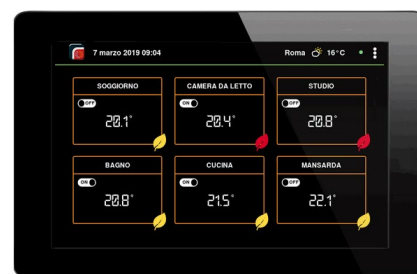 7 marzo 2019 09:04
Roma 16°C
SOGGIORNO
OFF
20.1°
CAMERA DA LETTO
ON
20.4°
STUDIO
OFF
20.8°
BAGNO
ON
20.8°
CUCINA
ON
21.5°
MANSARDA
OFF
22.1°